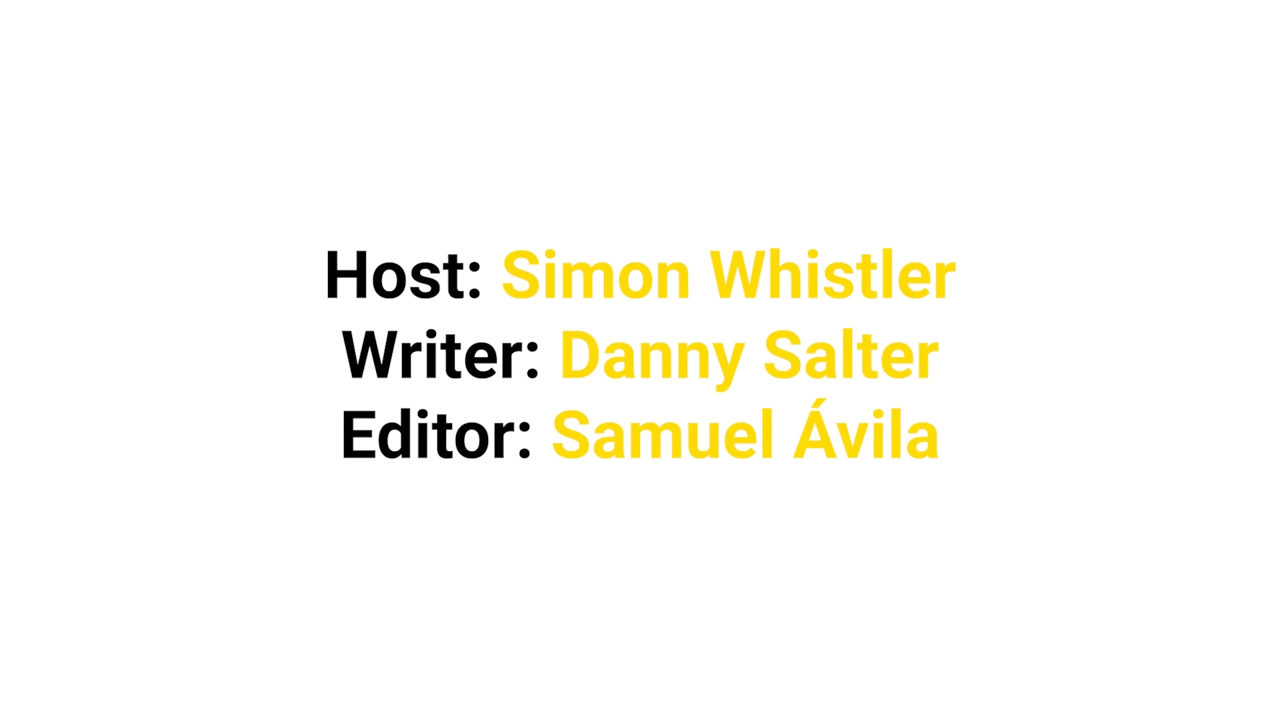 Host: Simon Whistler
Writer: Danny Salter
Editor: Samuel Ávila